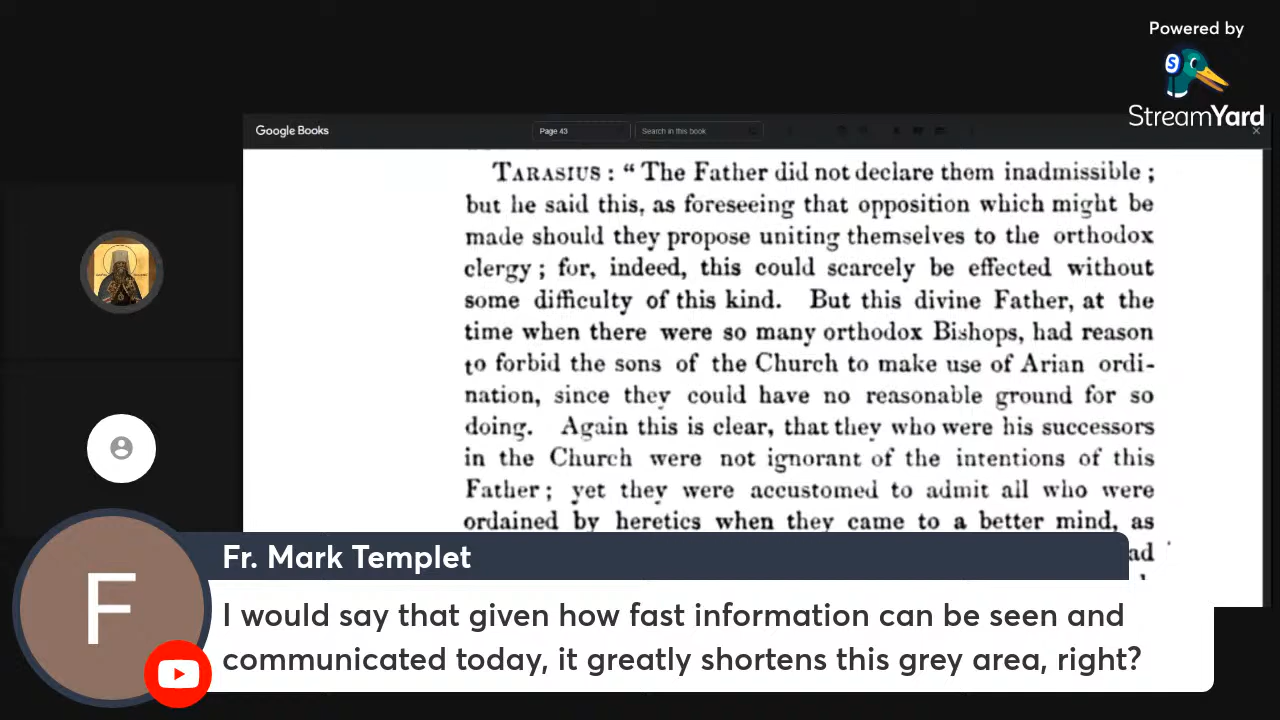 Powered by
StreamYard
Google Books
Page 43
Search in this book
TARASIUS : “ The Father did not declare them inadmissible ;
but he said this, as foreseeing that opposition which might be
made should they propose uniting themselves to the orthodox
clergy ; for, indeed, this could scarcely be effected without
some difficulty of this kind. But this divine Father, at the
time when there were so many orthodox Bishops, had reason
to forbid the sons of the Church to make use of Arian ordi-
nation, since they could have no reasonable ground for so
doing. Again this is clear, that they who were his successors
in the Church were not ignorant of the intentions of this
Father ; yet they were accustomed to admit all who were
ordained by heretics when they came to a better mind, as
Fr. Mark Templet
I would say that given how fast information can be seen and
communicated today, it greatly shortens this grey area, right?
F